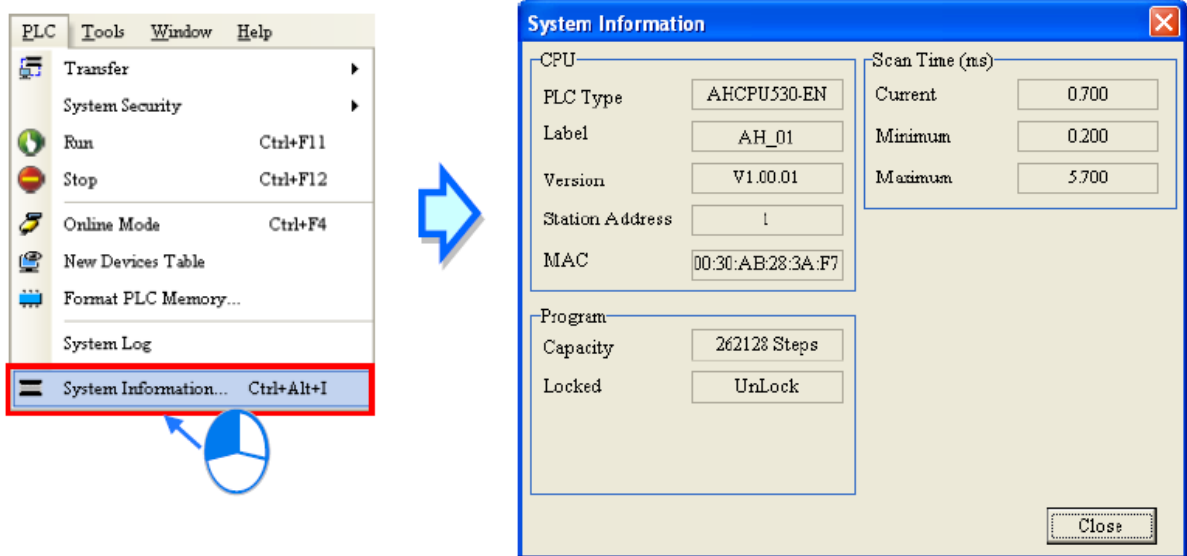 PLC Tools Window Help
Transfer
System Security
Run Ctrl+F11
Stop Ctrl+F12
Online Mode Ctrl+F4
New Devices Table
Format PLC Memory...
System Log
System Information... Ctrl+Alt+I
System Information
CPU
PLC Type AHCPU530-EN
Label AH_01
Version V1.00.01
Station Address 1
MAC 00:30:AB:28:3A:F7
Program
Capacity 262128 Steps
Locked UnLock
Scan Time (ms)
Current 0.700
Minimum 0.200
Maximum 5.700
Close